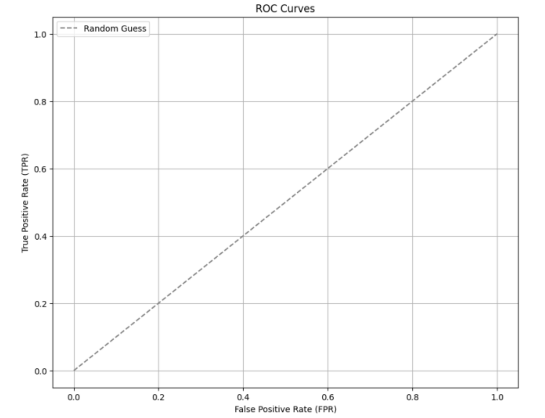 ROC Curves
Random Guess
True Positive Rate (TPR)
1.0
0.8
0.6
0.4
0.2
0.0
0.0 0.2 0.4 0.6 0.8 1.0
False Positive Rate (FPR)